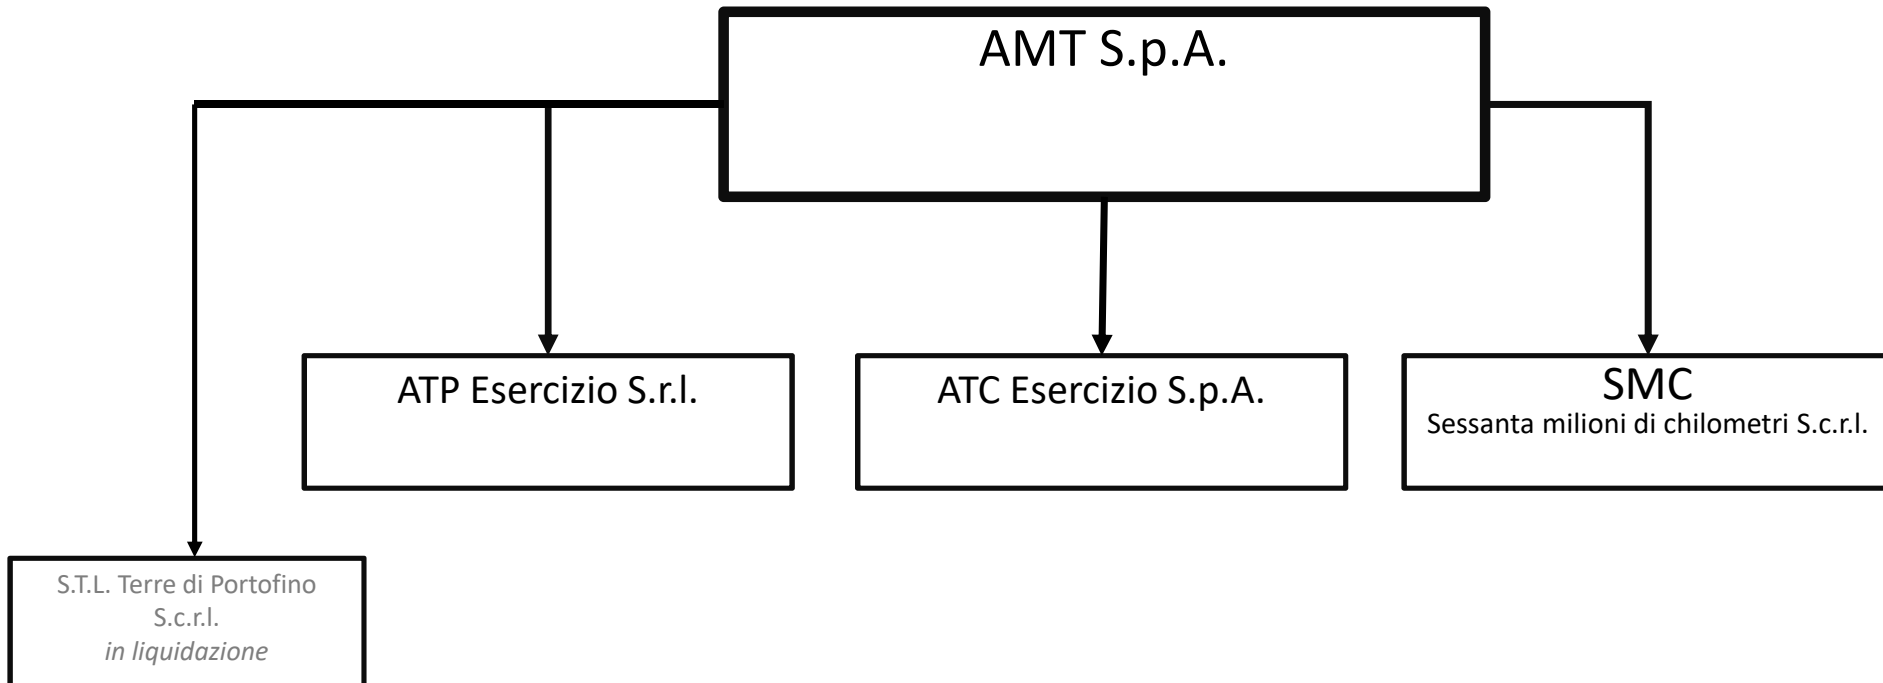 AMT S.p.A.
ATP Esercizio S.r.l.
ATC Esercizio S.p.A.
SMC
Sessanta milioni di chilometri S.c.r.l.
S.T.L. Terre di Portofino
S.c.r.l.
in liquidazione